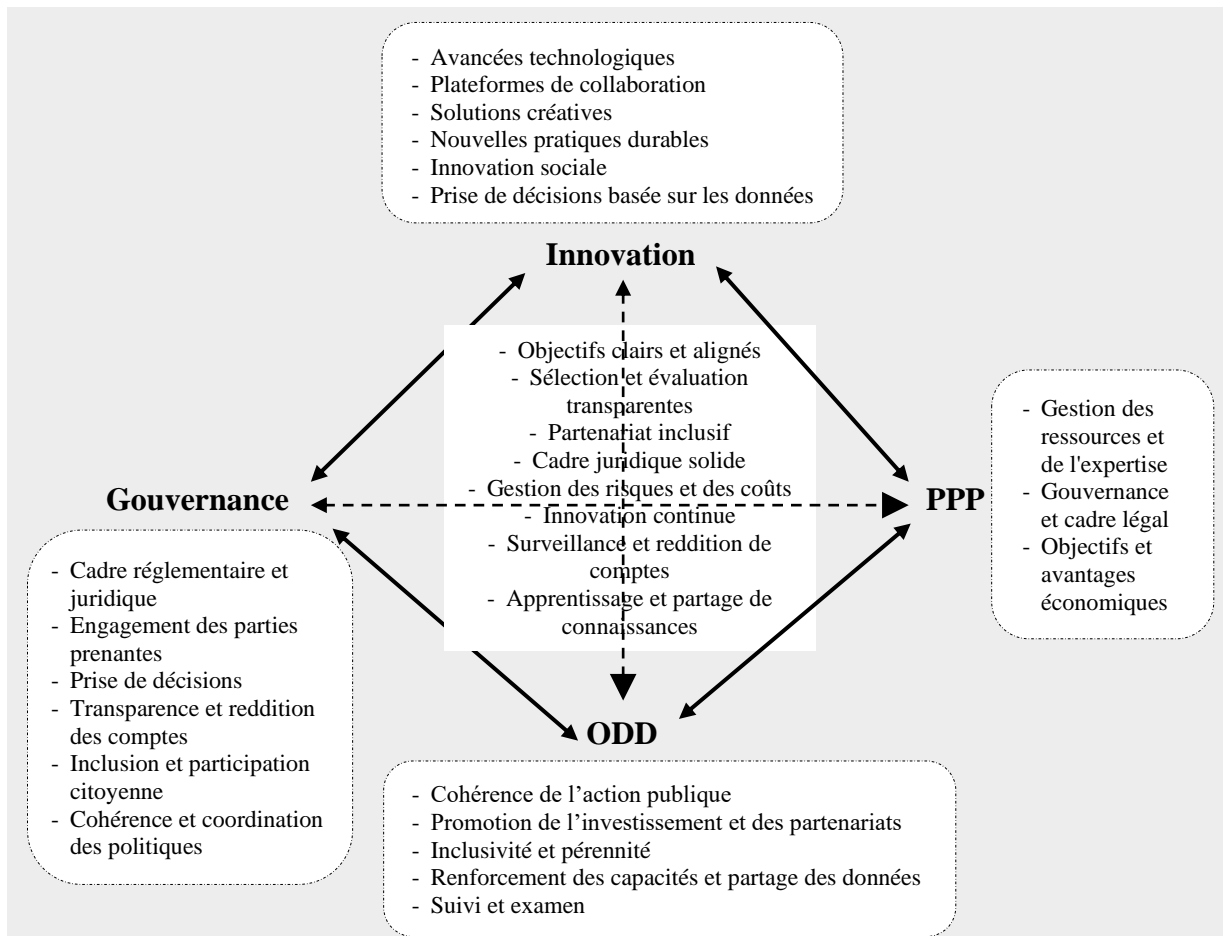 - Avancées technologiques
- Plateformes de collaboration
- Solutions créatives
- Nouvelles pratiques durables
- Innovation sociale
- Prise de décisions basée sur les données
Innovation
- Objectifs clairs et alignés
- Sélection et évaluation
transparentes
- Partenariat inclusif
- Cadre juridique solide
- Gestion des risques et des coûts
- Innovation continue
- Surveillance et reddition de
comptes
- Apprentissage et partage de
connaissances
Gouvernance
- Cadre réglementaire et
juridique
- Engagement des parties
prenantes
- Prise de décisions
- Transparence et reddition
des comptes
- Inclusion et participation
citoyenne
- Cohérence et coordination
des politiques
PPP
- Gestion des
ressources et
de l'expertise
- Gouvernance
et cadre légal
- Objectifs et
avantages
économiques
ODD
- Cohérence de l’action publique
- Promotion de l’investissement et des partenariats
- Inclusivité et pérennité
- Renforcement des capacités et partage des données
- Suivi et examen